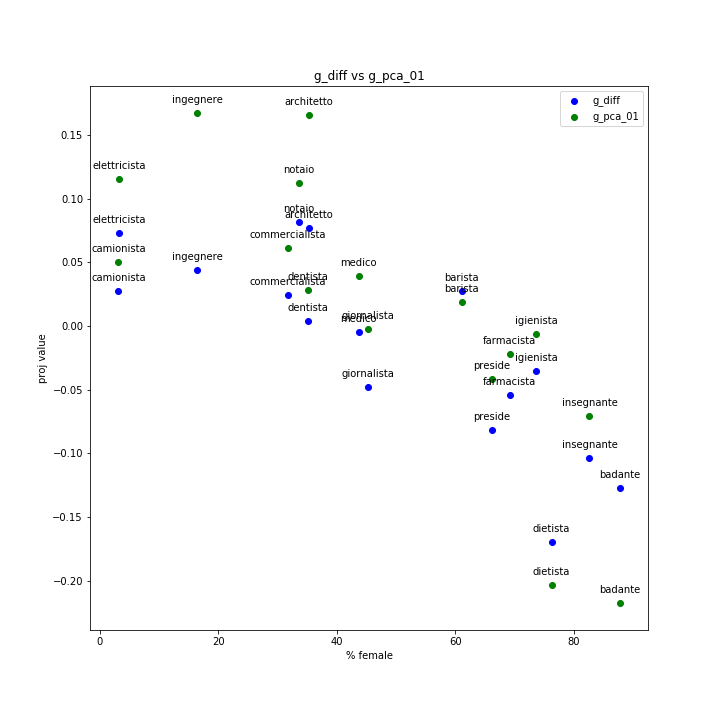 g_diff vs g_pca_01
g_diff
g_pca_01
ingegnere
architetto
elettricista
notaio
notaio
architetto
elettricista
commercialista
camionista
ingegnere
medico
camionista
commercialista
dentista
barista
barista
dentista
giornalista
medico
igienista
farmacista
igienista
preside
farmacista
giornalista
insegnante
preside
insegnante
badante
dietista
dietista
badante
0.15
0.10
0.05
0.00
−0.05
−0.10
−0.15
−0.20
proj value
0
20
40
60
80
% female